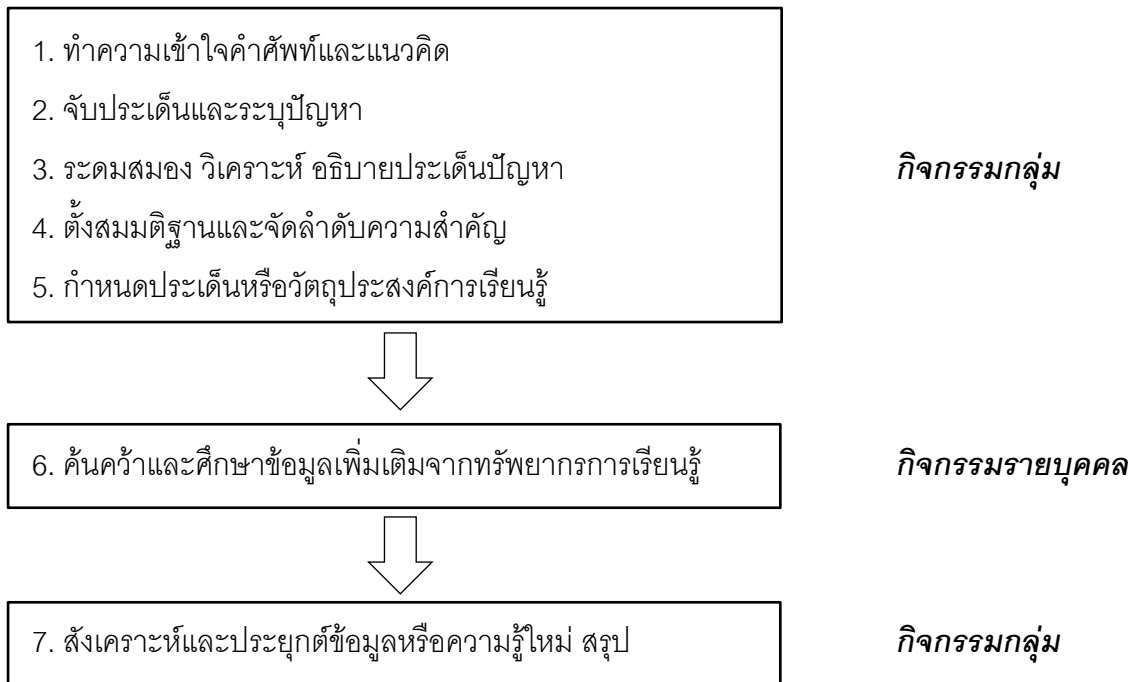 1. ทำความเข้าใจคำศัพท์และแนวคิด
2. จับประเด็นและระบุปัญหา
3. ระดมสมอง วิเคราะห์ อธิบายประเด็นปัญหา
กิจกรรมกลุ่ม
4. ตั้งสมมติฐานและจัดลำดับความสำคัญ
5. กำหนดประเด็นหรือวัตถุประสงค์การเรียนรู้
6. ค้นคว้าและศึกษาข้อมูลเพิ่มเติมจากทรัพยากรการเรียนรู้
กิจกรรมรายบุคคล
7. สังเคราะห์และประยุกต์ข้อมูลหรือความรู้ใหม่ สรุป
กิจกรรมกลุ่ม